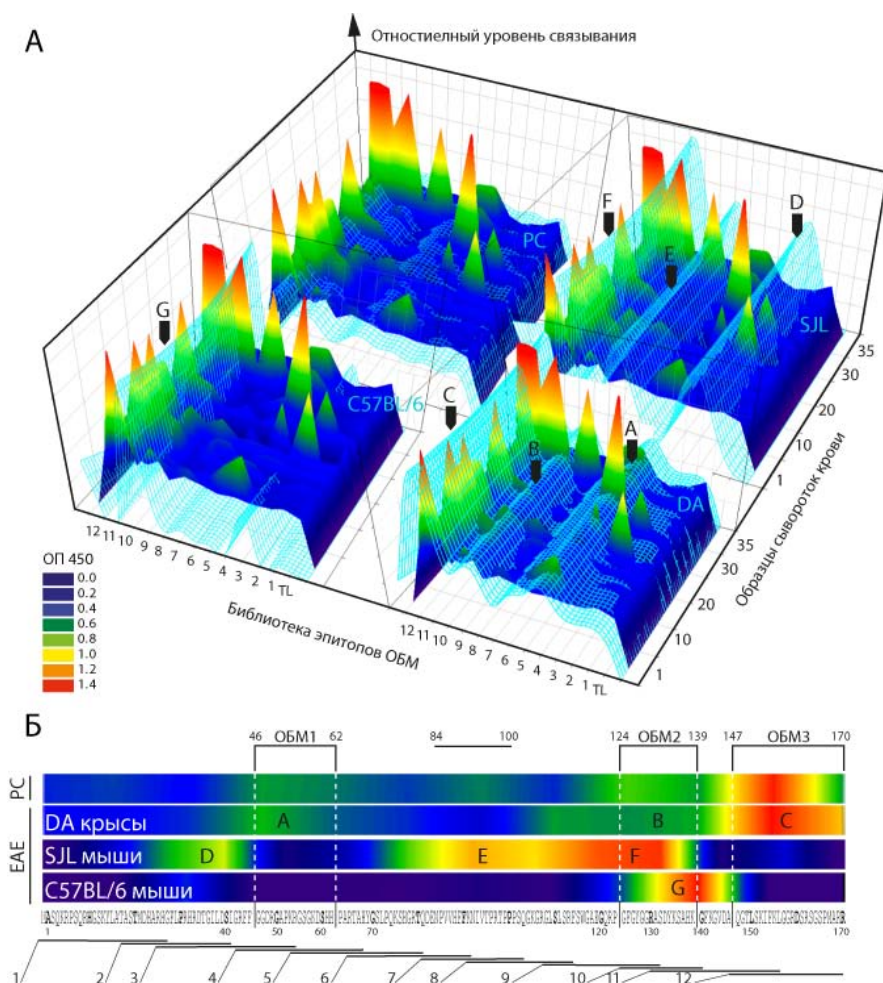 А
Отностиелный уровень связывания
F
D
PC
E
SJL
G
C57BL/6
C
A
B
DA
35
30
20
10
1
35
30
20
10
1
Образцы сывороток крови
12 11 10 9 8 7 6 5 4 3 2 1 TL
12 11 10 9 8 7 6 5 4 3 2 1 TL
Библиотека эпитопов ОБМ
ОП 450
0.0
0.2
0.4
0.6
0.8
1.0
1.2
1.4
Б
46 ОБМ1 62 84 100 124 ОБМ2 139 147 ОБМ3 170
PC
EAE
DA крысы A B C
SJL мыши D E F
C57BL/6 мыши G
1 41 50 60 120 130 140 170
1 2 3 4 5 6 7 8 9 10 11 12